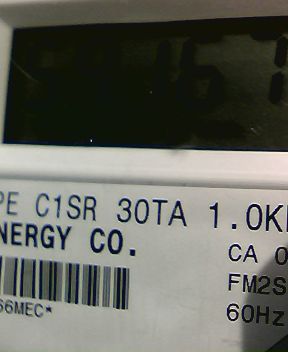 PE C1SR 30TA 1.0K
NERGY CO.
CA 0
FM2S
66MEC*
60Hz